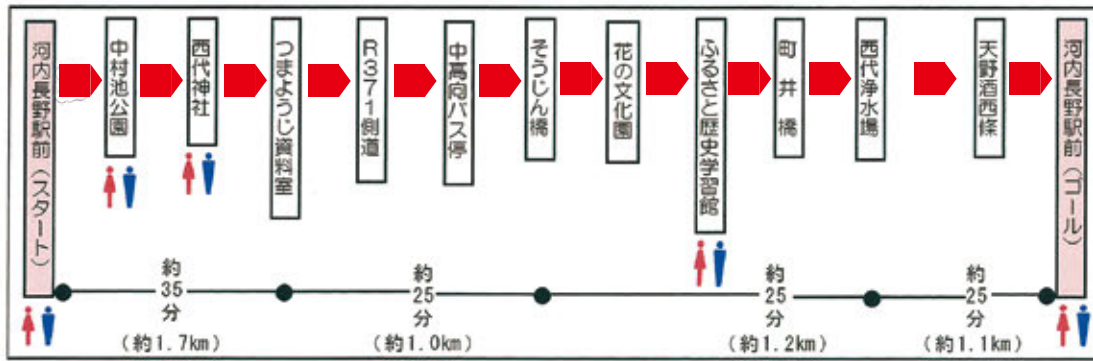 河内長野駅前（スタート）
中村池公園
西代神社
つまようじ資料室
R371側道
中高向バス停
そうじん橋
花の文化園
ふるさと歴史学習館
町井橋
西代浄水場
天野酒西條
河内長野駅前（ゴール）
約35分
（約1.7km）
約25分
（約1.0km）
約25分
（約1.2km）
約25分
（約1.1km）